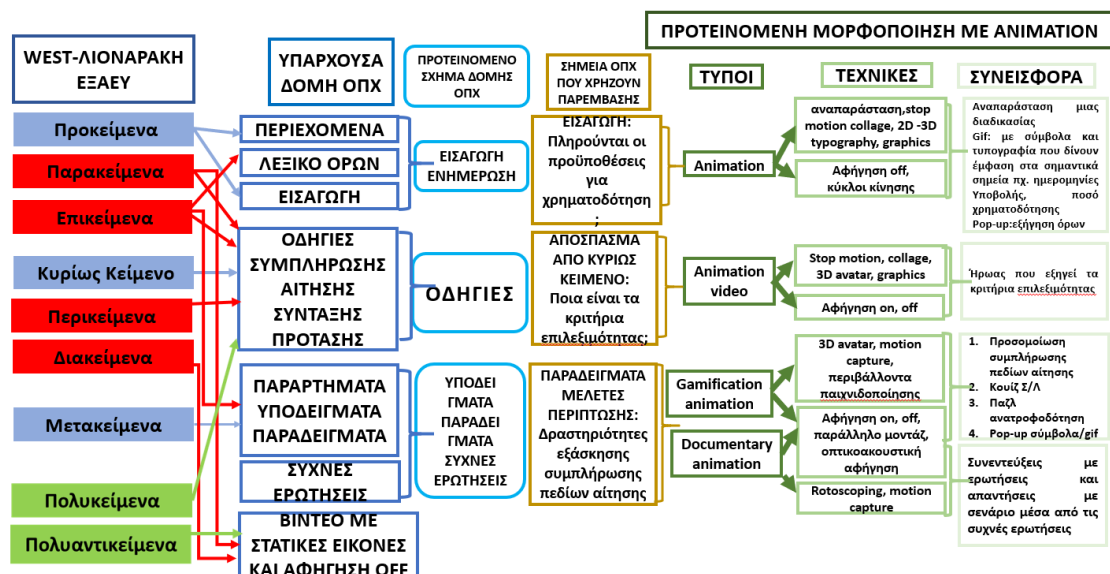 ΠΡΟΤΕΙΝΟΜΕΝΗ ΜΟΡΦΟΠΟΙΗΣΗ ΜΕ ANIMATION
WEST-ΛΙΟΝΑΡΑΚΗ
ΕΞΑΕΥ
Προκείμενα
Παρακείμενα
Επικείμενα
Κυρίως Κείμενο
Περικείμενα
Διακείμενα
Μετακείμενα
Πολυκείμενα
Πολυαντικείμενα
ΥΠΑΡΧΟΥΣΑ
ΔΟΜΗ ΟΠΧ
ΠΕΡΙΕΧΟΜΕΝΑ
ΛΕΞΙΚΟ ΟΡΩΝ
ΕΙΣΑΓΩΓΗ
ΟΔΗΓΙΕΣ
ΣΥΜΠΛΗΡΩΣΗΣ
ΑΙΤΗΣΗΣ
ΣΥΝΤΑΞΗΣ
ΠΡΟΤΑΣΗΣ
ΠΑΡΑΡΤΗΜΑΤΑ
ΥΠΟΔΕΙΓΜΑΤΑ
ΠΑΡΑΔΕΙΓΜΑΤΑ
ΣΥΧΝΕΣ
ΕΡΩΤΗΣΕΙΣ
ΒΙΝΤΕΟ ΜΕ
ΣΤΑΤΙΚΕΣ ΕΙΚΟΝΕΣ
ΚΑΙ ΑΦΗΓΗΣΗ OFF
ΠΡΟΤΕΙΝΟΜΕΝΟ
ΣΧΗΜΑ ΔΟΜΗΣ
ΟΠΧ
ΕΙΣΑΓΩΓΗ
ΕΝΗΜΕΡΩΣΗ
ΟΔΗΓΙΕΣ
ΥΠΟΔΕΙ
ΓΜΑΤΑ
ΠΑΡΑΔΕΙ
ΓΜΑΤΑ
ΣΥΧΝΕΣ
ΕΡΩΤΗΣΕΙΣ
ΣΗΜΕΙΑ ΟΠΧ
ΠΟΥ ΧΡΗΖΟΥΝ
ΠΑΡΕΜΒΑΣΗΣ
ΕΙΣΑΓΩΓΗ:
Πληρούνται οι
προϋποθέσεις
για
χρηματοδότηση
;
ΑΠΟΣΠΑΣΜΑ
ΑΠΟ ΚΥΡΙΩΣ
ΚΕΙΜΕΝΟ:
Ποια είναι τα
κριτήρια
επιλεξιμότητας;
ΠΑΡΑΔΕΙΓΜΑΤΑ
ΜΕΛΕΤΕΣ
ΠΕΡΙΠΤΩΣΗΣ:
Δραστηριότητες
εξάσκησης
συμπλήρωσης
πεδίων αίτησης
ΤΥΠΟΙ
Animation
Animation
video
Gamification
animation
Documentary
animation
ΤΕΧΝΙΚΕΣ
αναπαράσταση,stop
motion collage, 2D -3D
typography, graphics
Αφήγηση off,
κύκλοι κίνησης
Stop motion, collage,
3D avatar, graphics
Αφήγηση on, off
3D avatar, motion
capture,
περιβάλλοντα
παιχνιδοποίησης
Αφήγηση on, off,
παράλληλο μοντάζ,
οπτικοακουστική
αφήγηση
Rotoscoping, motion
capture
ΣΥΝΕΙΣΦΟΡΑ
Αναπαράσταση μιας
διαδικασίας
Gif: με σύμβολα και
τυπογραφία που δίνουν
έμφαση στα σημαντικά
σημεία πχ. ημερομηνίες
Υποβολής, ποσό
χρηματοδότησης
Pop-up:εξήγηση όρων
Ήρωας που εξηγεί τα
κριτήρια επιλεξιμότητας
1. Προσομοίωση
συμπλήρωσης
πεδίων αίτησης
2. Κουίζ Σ/Λ
3. Παζλ
ανατροφοδότηση
4. Pop-up σύμβολα/gif
Συνεντεύξεις με
ερωτήσεις και
απαντήσεις με
σενάριο μέσα από τις
συχνές ερωτήσεις